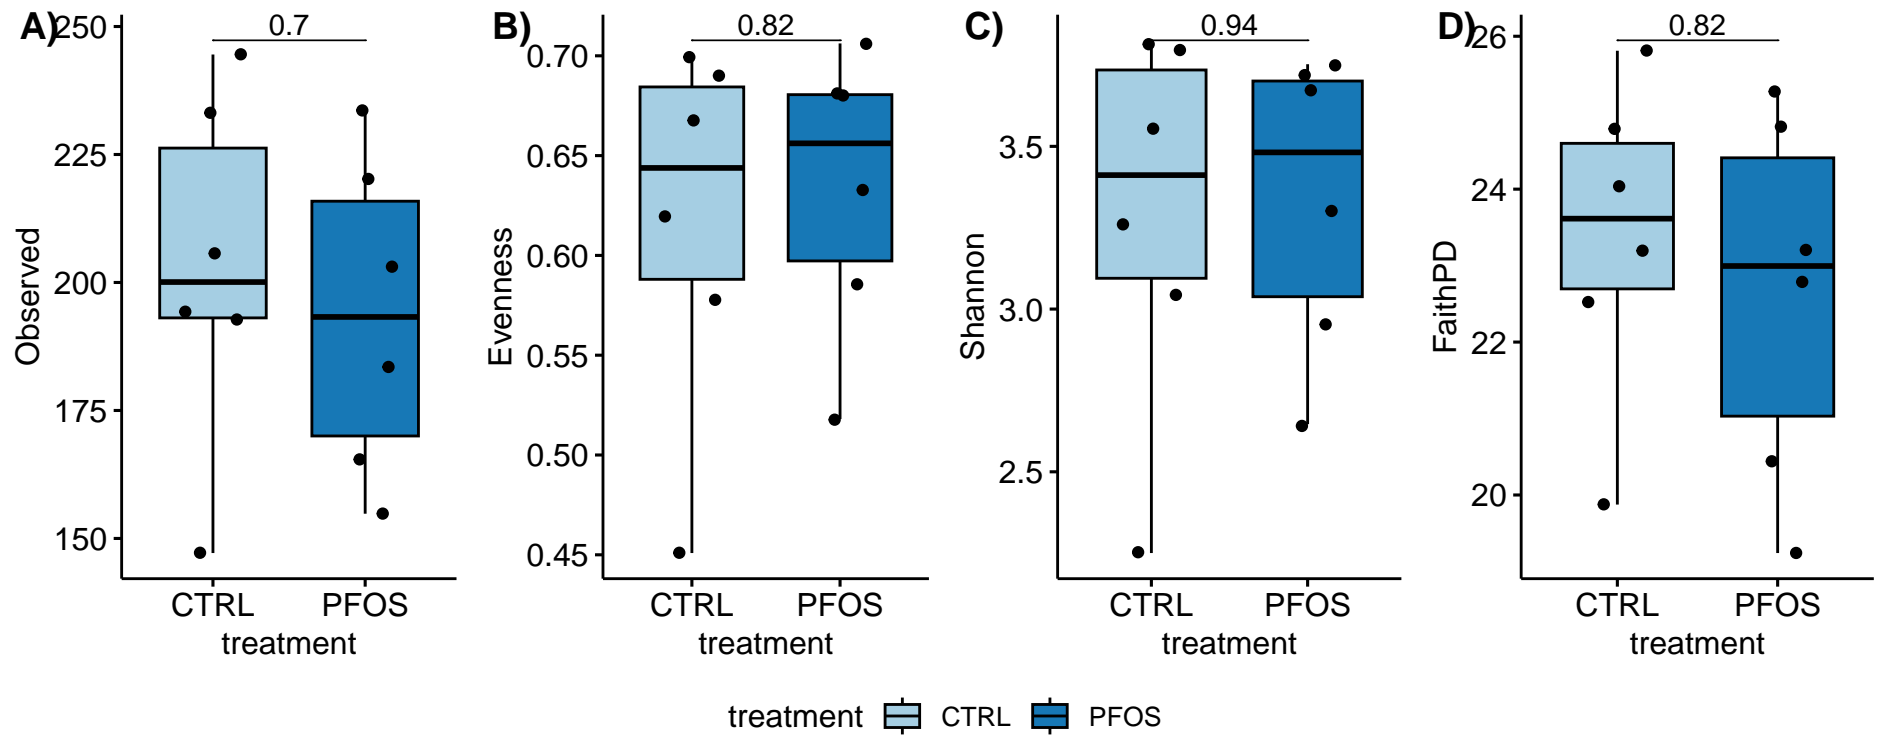 A)
0.7
250
225
200
175
150
Observed
CTRL PFOS
treatment
B)
0.82
0.70
0.65
0.60
0.55
0.50
0.45
Evenness
CTRL PFOS
treatment
C)
0.94
3.5
3.0
2.5
Shannon
CTRL PFOS
treatment
D)
0.82
26
24
22
20
FaithPD
CTRL PFOS
treatment
treatment CTRL PFOS